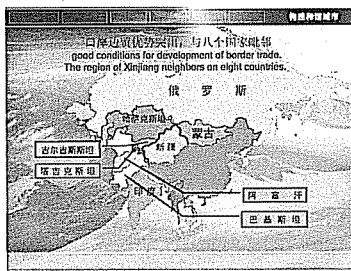 口岸边贸优势突出，与八个国家毗邻
good conditions for development of border trade.
The region of Xinjiang neighbors on eight countries.
俄 罗 斯
哈萨克斯坦
蒙古
新疆
吉尔吉斯斯坦
塔吉克斯坦
印度
阿 富 汗
巴基斯坦